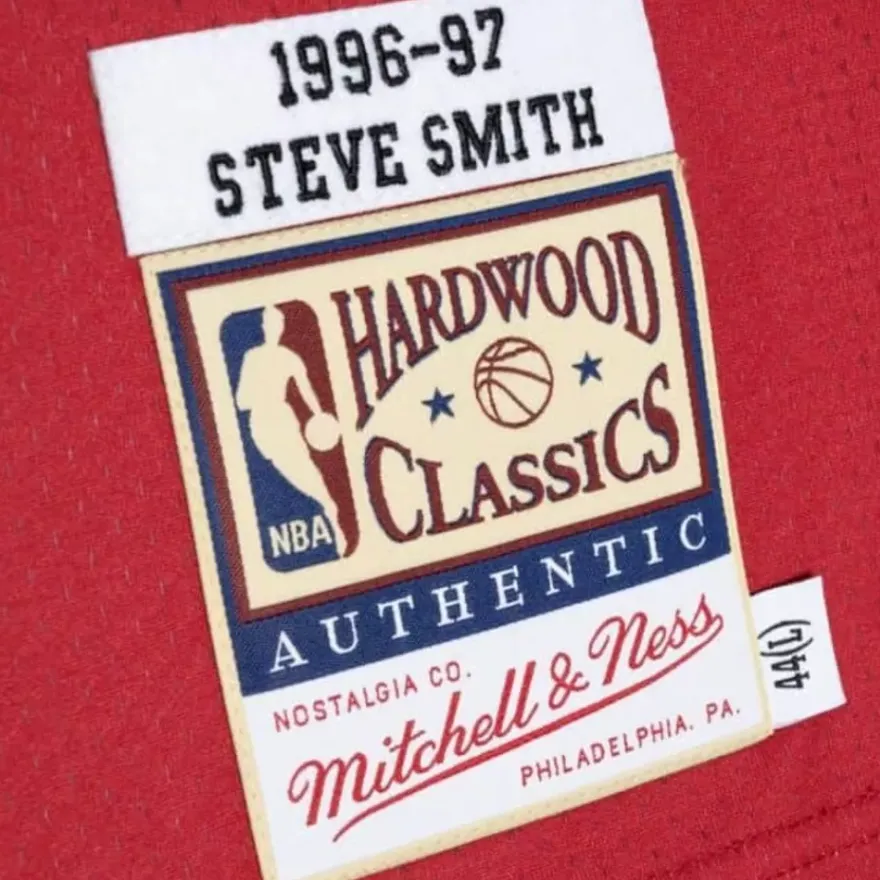 1996-97
STEVE SMITH
HARDWOOD
CLASSICS
NBA
AUTHENTIC
NOSTALGIA CO.
Mitchell & Ness
PHILADELPHIA. PA.
44(L)